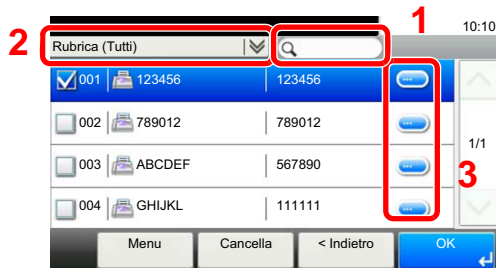 1
10:10
2
Rubrica (Tutti)
001 123456 123456
002 789012 789012
1/1
003 ABCDEF 567890
3
004 GHIJKL 111111
Menu Cancella < Indietro OK